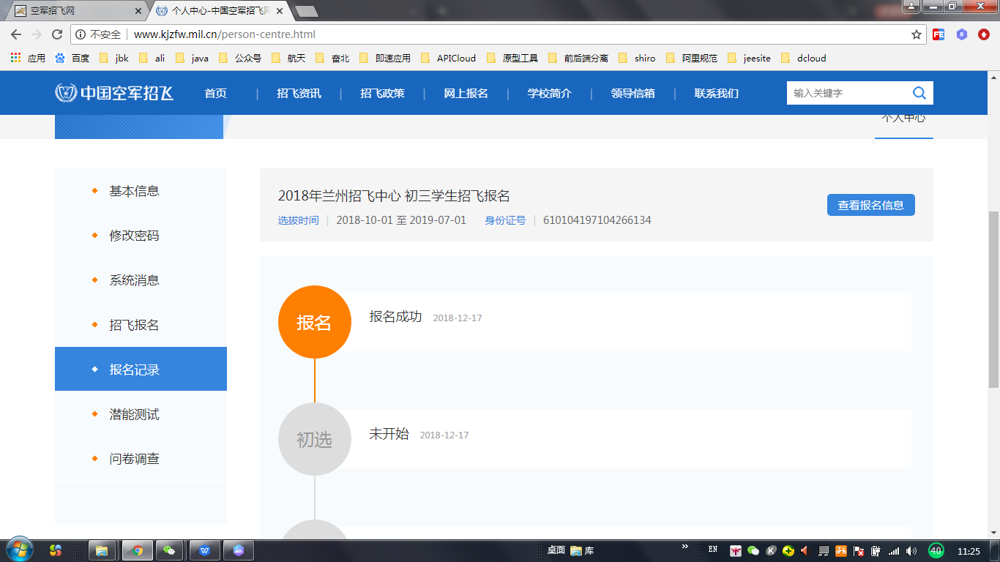 空军招飞网
个人中心-中国空军招飞网
不安全
www.kjzfw.mil.cn/person-centre.html
应用
百度
jbk
ali
java
公众号
航天
奋北
即速应用
APICloud
原型工具
前后端分离
shiro
阿里规范
jeesite
dcloud
中国空军招飞
首页
招飞资讯
招飞政策
网上报名
学校简介
领导信箱
联系我们
输入关键字
个人中心
基本信息
修改密码
系统消息
招飞报名
报名记录
潜能测试
问卷调查
2018年兰州招飞中心 初三学生招飞报名
选拔时间 | 2018-10-01 至 2019-07-01 身份证号 | 610104197104266134
查看报名信息
报名
报名成功 2018-12-17
初选
未开始 2018-12-17
桌面
库
EN
40
11:25